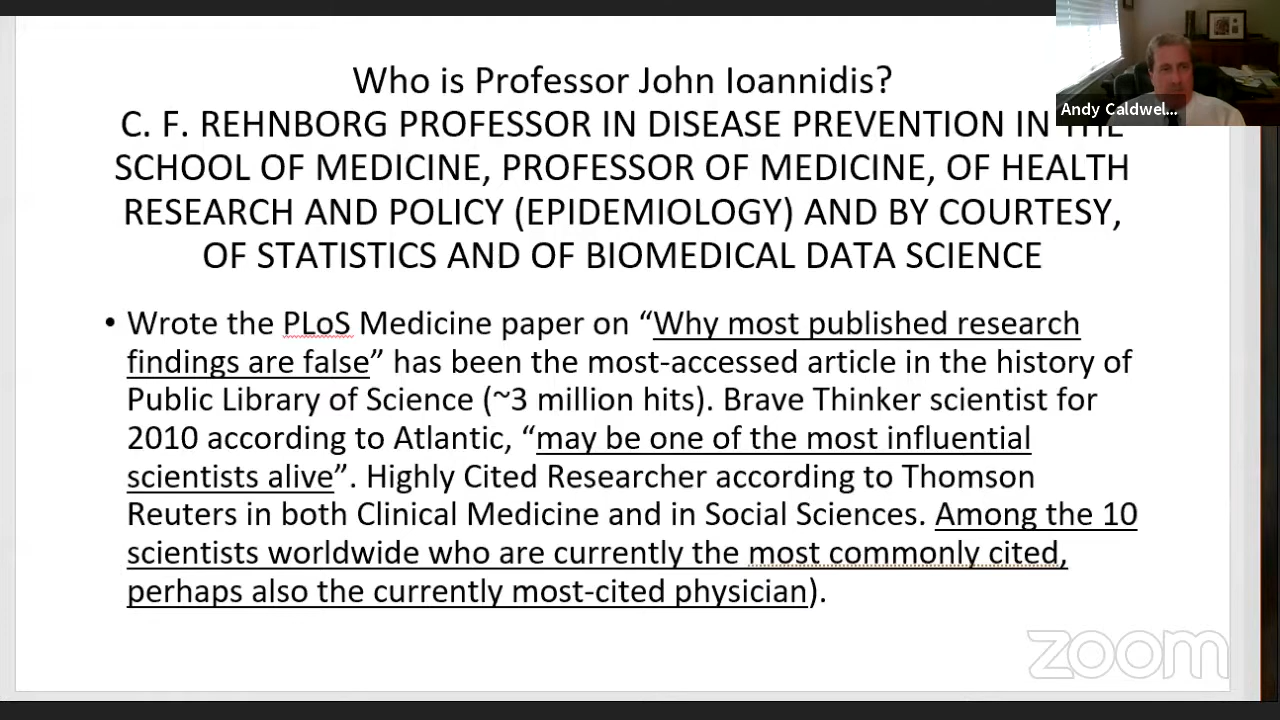 Who is Professor John Ioannidis?
C. F. REHNBORG PROFESSOR IN DISEASE PREVENTION IN THE
SCHOOL OF MEDICINE, PROFESSOR OF MEDICINE, OF HEALTH
RESEARCH AND POLICY (EPIDEMIOLOGY) AND BY COURTESY,
OF STATISTICS AND OF BIOMEDICAL DATA SCIENCE
• Wrote the PLoS Medicine paper on “Why most published research
findings are false” has been the most-accessed article in the history of
Public Library of Science (~3 million hits). Brave Thinker scientist for
2010 according to Atlantic, “may be one of the most influential
scientists alive”. Highly Cited Researcher according to Thomson
Reuters in both Clinical Medicine and in Social Sciences. Among the 10
scientists worldwide who are currently the most commonly cited,
perhaps also the currently most-cited physician).
Andy Caldwel...
zoom